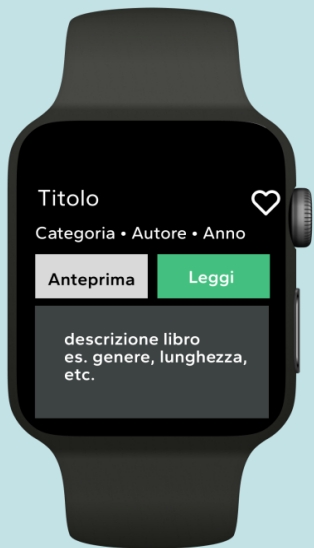 Titolo
Categoria • Autore • Anno
Anteprima
Leggi
descrizione libro
es. genere, lunghezza,
etc.